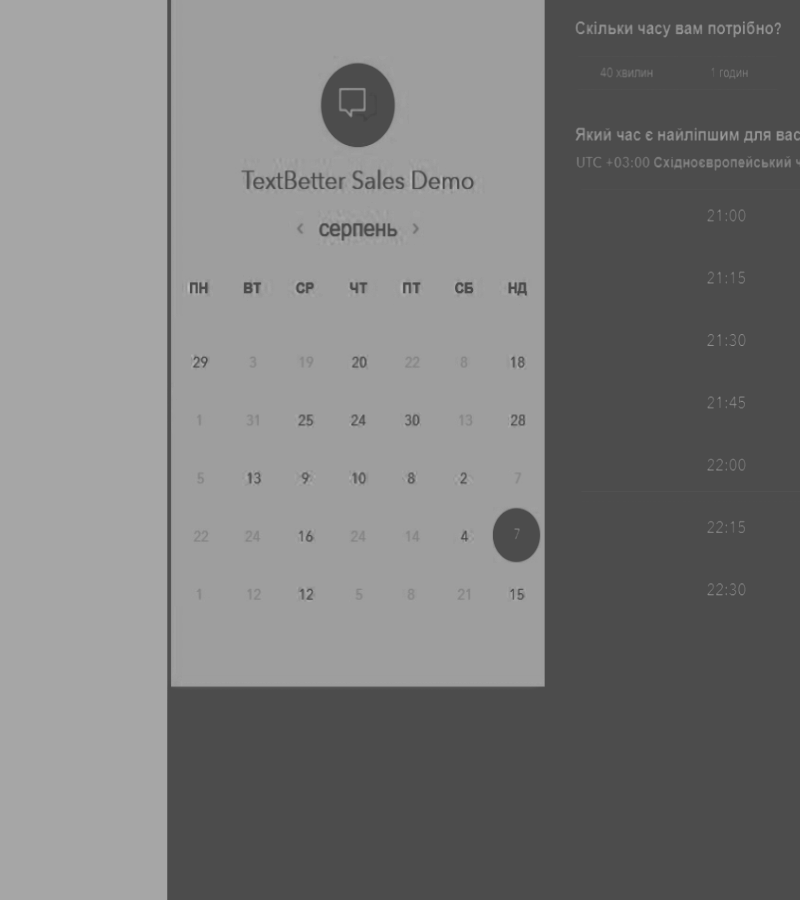 TextBetter Sales Demo
‹ серпень ›
ПН ВТ СР ЧТ ПТ СБ НД
29 3 19 20 22 8 18
1 31 25 24 30 13 28
5 13 9 10 8 2 7
22 24 16 24 14 4 7
1 12 12 5 8 21 15
Скільки часу вам потрібно?
40 хвилин 1 годин
Який час є найліпшим для вас
UTC +03:00 Східноєвропейський ч
21:00
21:15
21:30
21:45
22:00
22:15
22:30